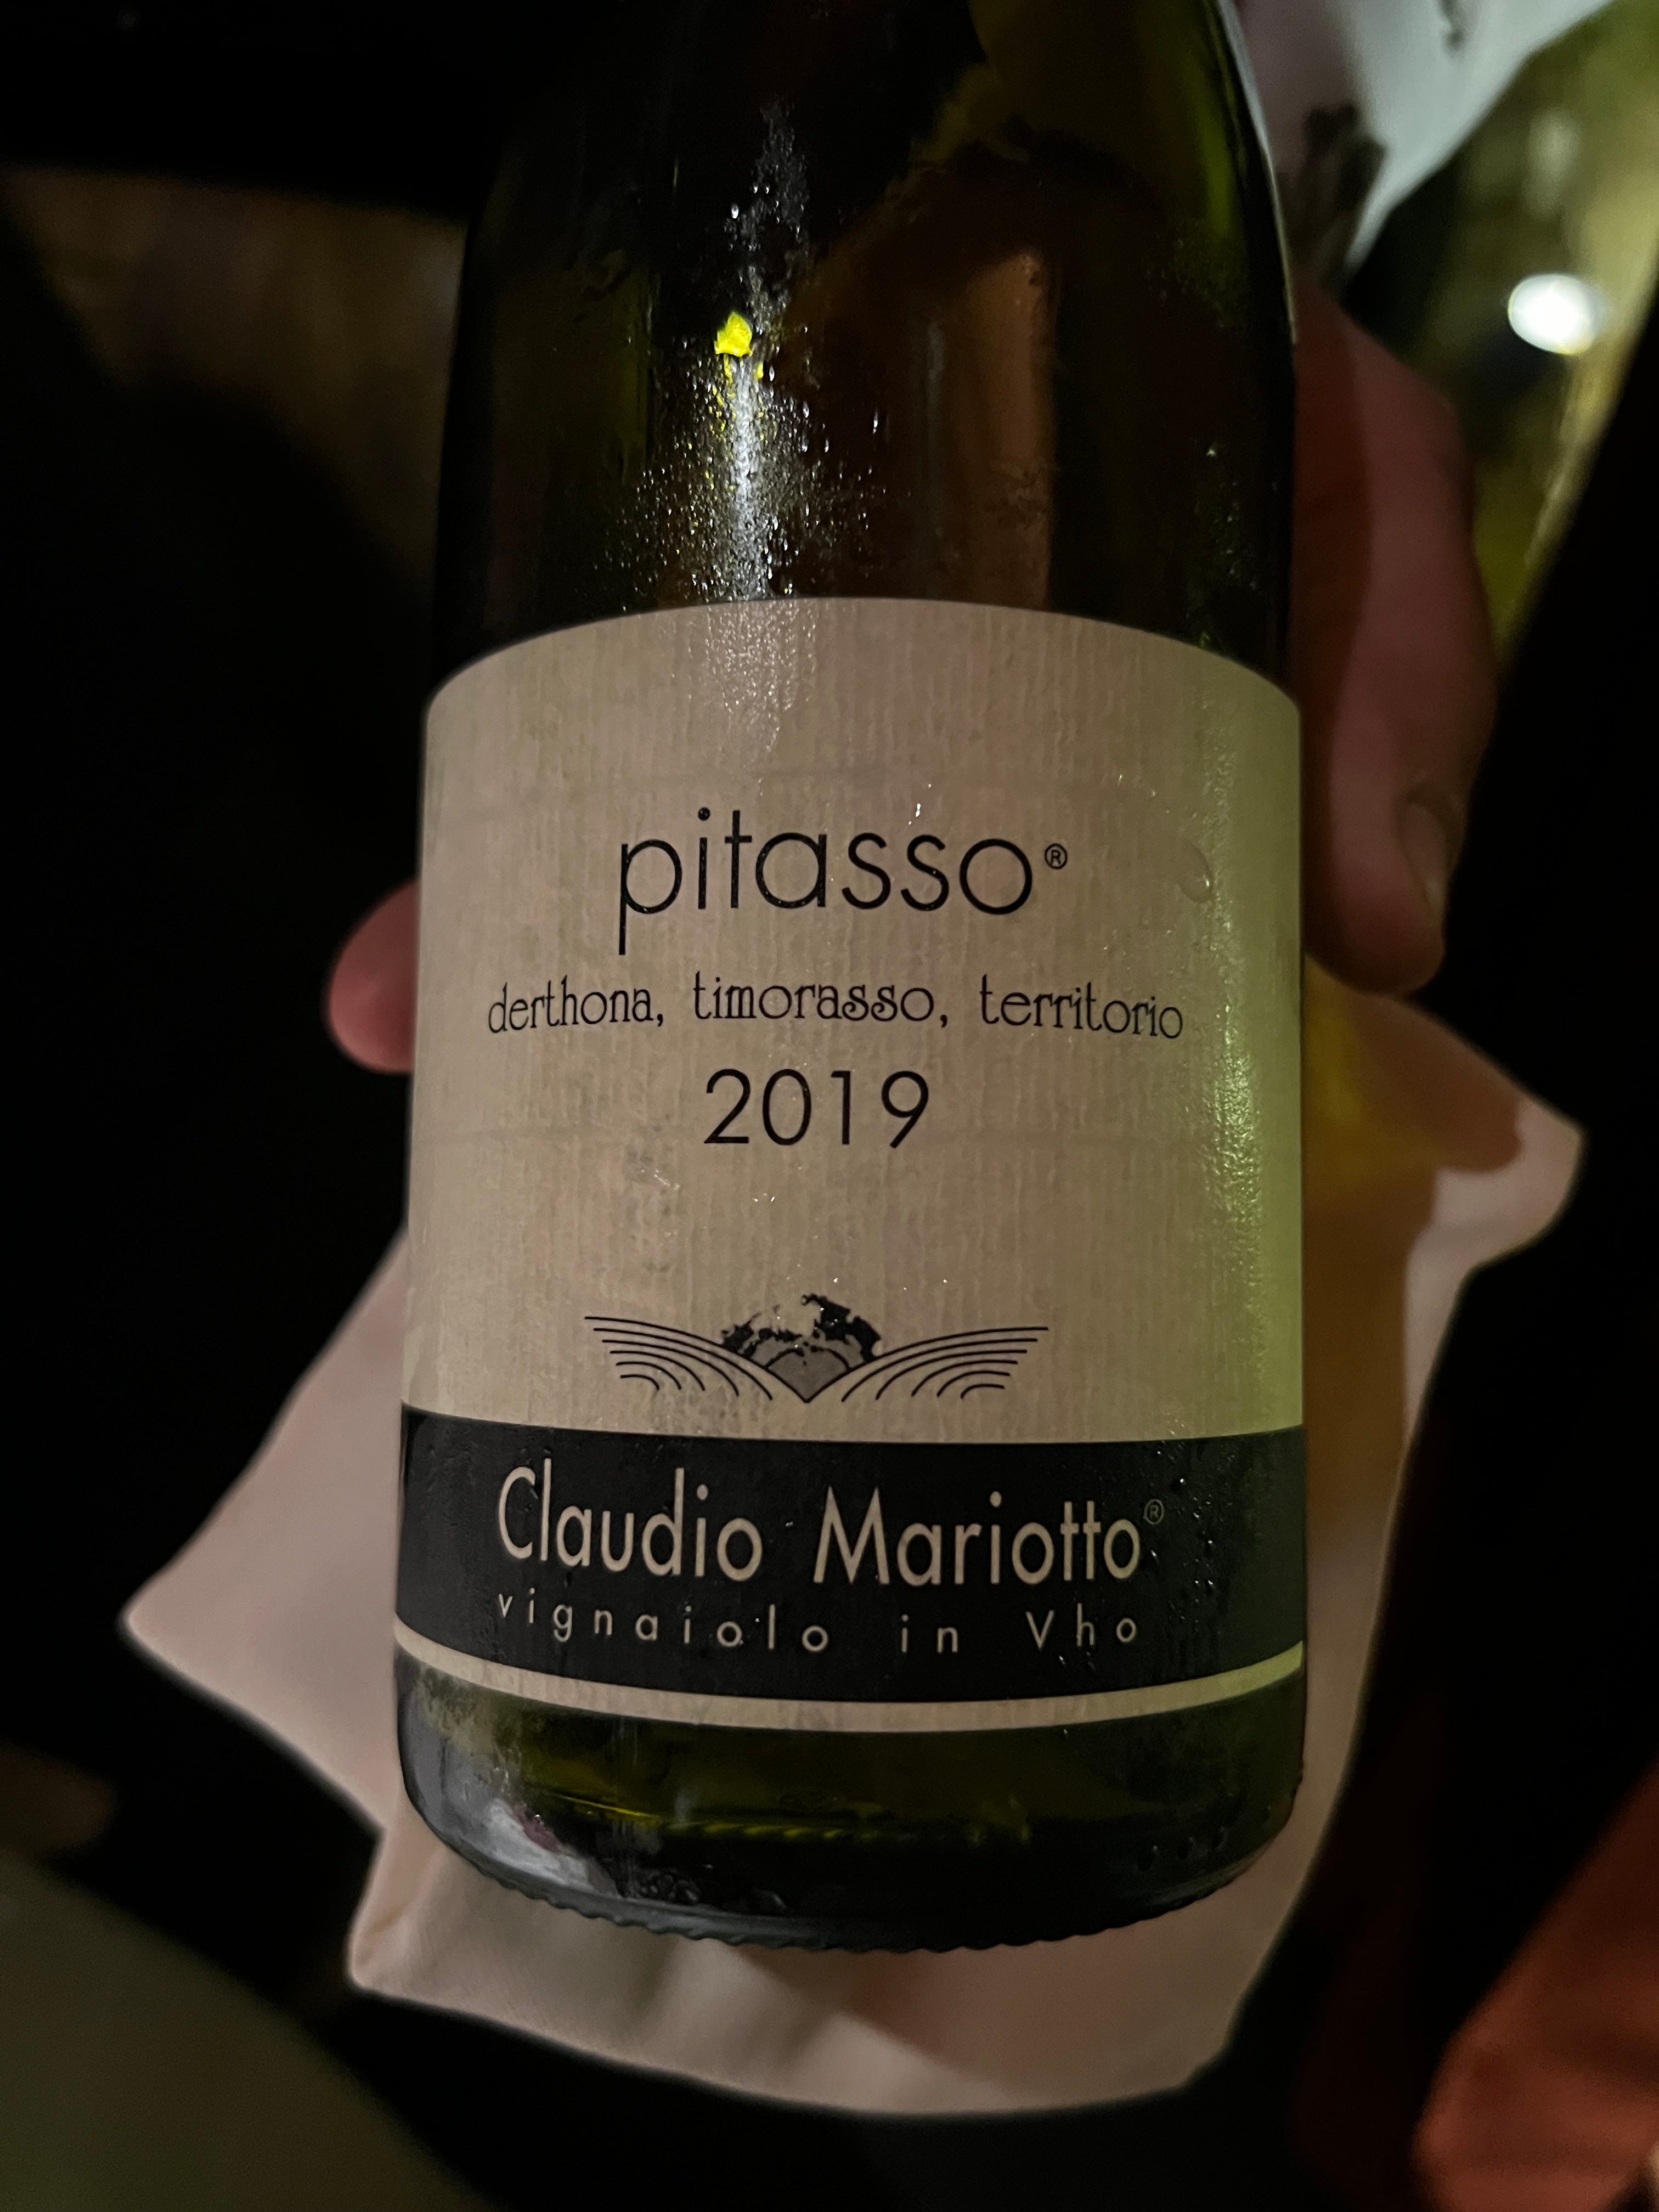 pitasso®
derthona, timorasso, territorio
2019
Claudio Mariotto®
vignaiolo in Vho